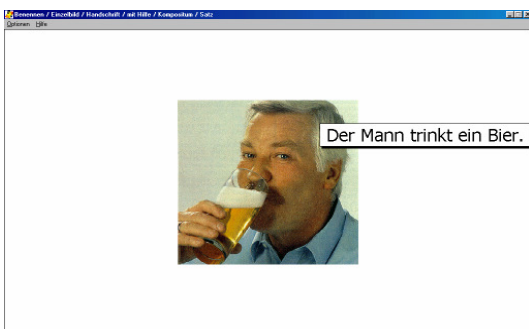 Benennen / Einzelbild / Handschrift / mit Hilfe / Kompositum / Satz
Optionen Hilfe
Der Mann trinkt ein Bier.